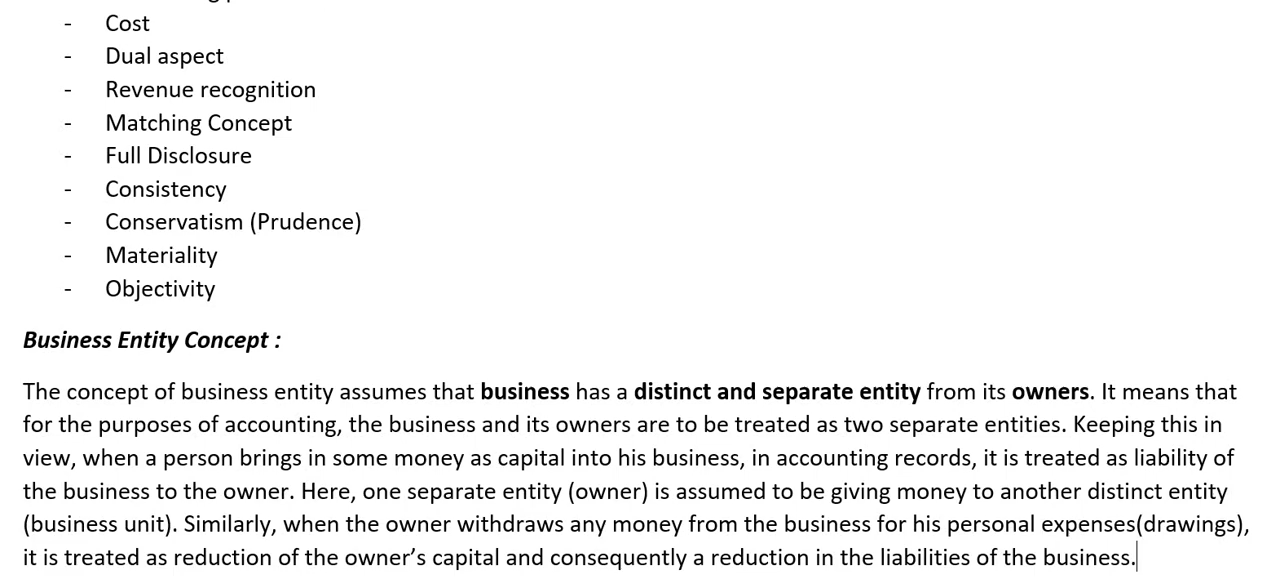 - Cost
- Dual aspect
- Revenue recognition
- Matching Concept
- Full Disclosure
- Consistency
- Conservatism (Prudence)
- Materiality
- Objectivity
Business Entity Concept :
The concept of business entity assumes that business has a distinct and separate entity from its owners. It means that
for the purposes of accounting, the business and its owners are to be treated as two separate entities. Keeping this in
view, when a person brings in some money as capital into his business, in accounting records, it is treated as liability of
the business to the owner. Here, one separate entity (owner) is assumed to be giving money to another distinct entity
(business unit). Similarly, when the owner withdraws any money from the business for his personal expenses(drawings),
it is treated as reduction of the owner’s capital and consequently a reduction in the liabilities of the business.